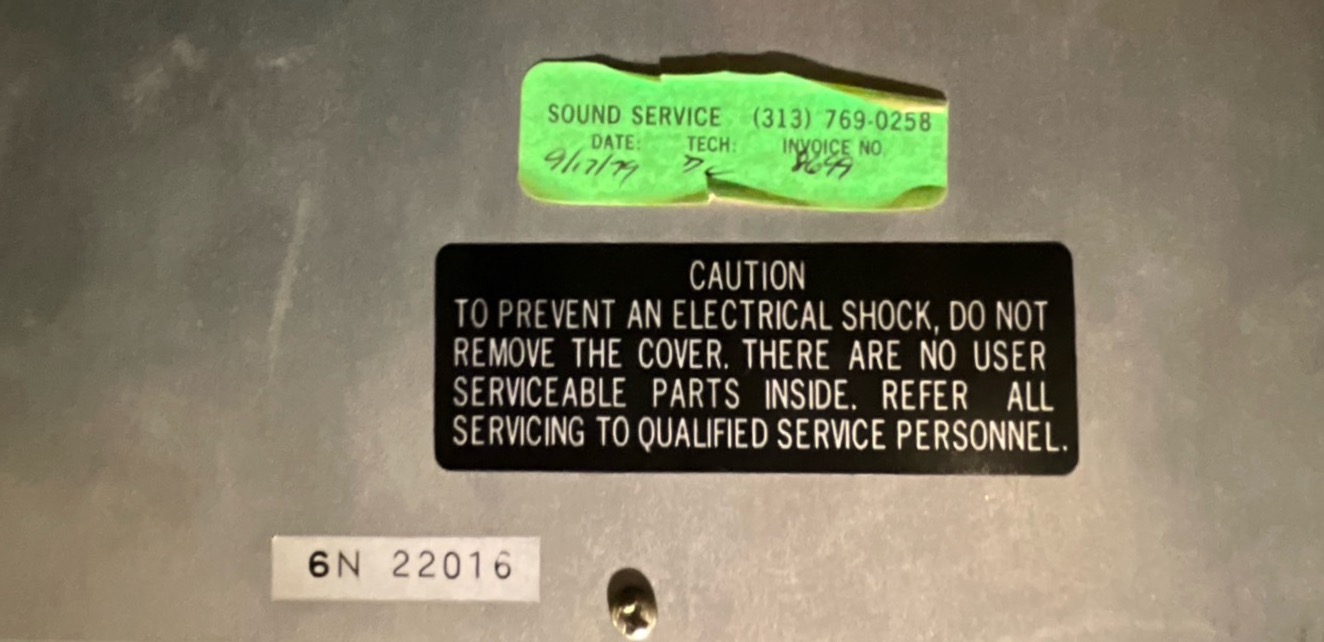 SOUND SERVICE (313) 769-0258
DATE: TECH: INVOICE NO.
9/17/79 DC 8699
CAUTION
TO PREVENT AN ELECTRICAL SHOCK, DO NOT
REMOVE THE COVER. THERE ARE NO USER
SERVICEABLE PARTS INSIDE. REFER ALL
SERVICING TO QUALIFIED SERVICE PERSONNEL.
6N 22016